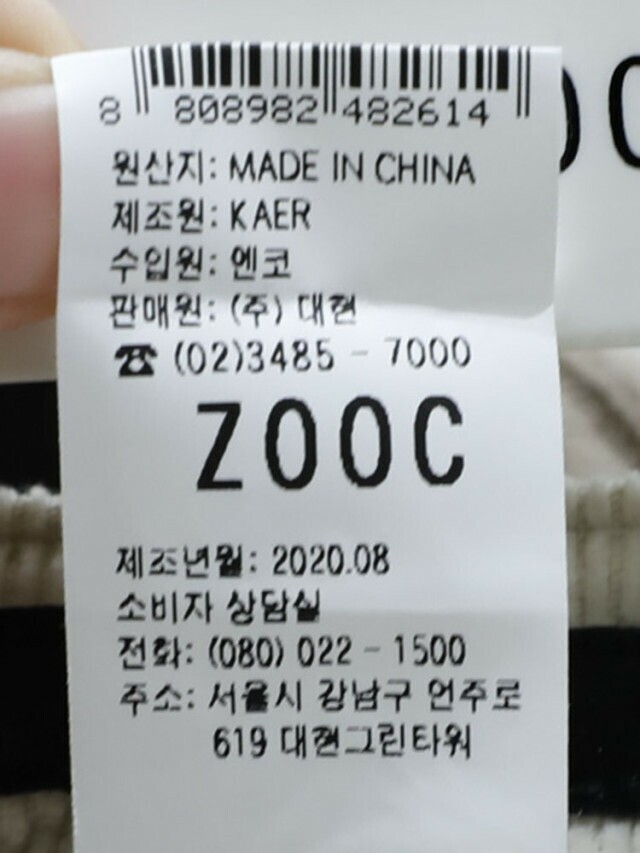 8 808982 482614
원산지: MADE IN CHINA
제조원: KAER
수입원: 엔코
판매원: (주) 대현
☎ (02)3485 - 7000
ZOOC
제조년월: 2020.08
소비자 상담실
전화: (080) 022 - 1500
주소: 서울시 강남구 언주로
619 대현그린타워